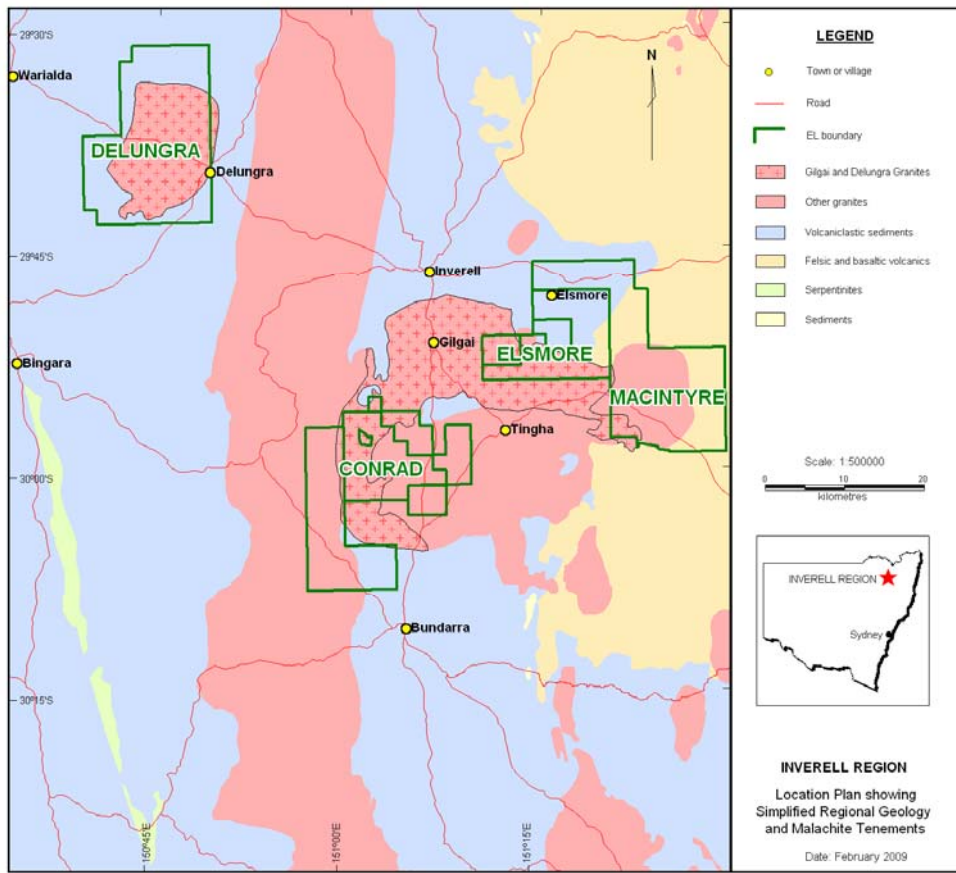 29°30'S
Warialda
DELUNGRA
Delungra
29°45'S
Inverell
Elsmore
Gilgai
ELSMORE
Bingara
MACINTYRE
Tingha
CONRAD
30°00'S
Bundarra
30°15'S
150°45'E
151°00'E
151°15'E
N
LEGEND
Town or village
Road
EL boundary
Gilgai and Delungra Granites
Other granites
Volcaniclastic sediments
Felsic and basaltic volcanics
Serpentinites
Sediments
Scale: 1:500000
0 10 20
kilometres
INVERELL REGION
Sydney
INVERELL REGION
Location Plan showing
Simplified Regional Geology
and Malachite Tenements
Date: February 2009